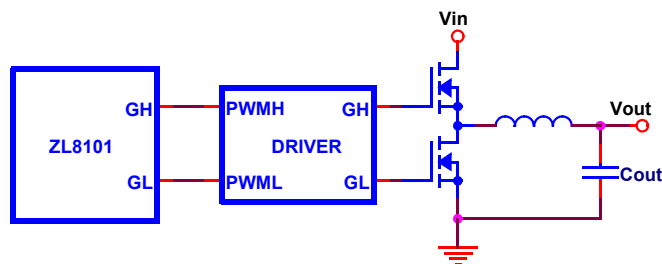 Vin
GH PWMH GH Vout
ZL8101 DRIVER
Cout
GL PWML GL